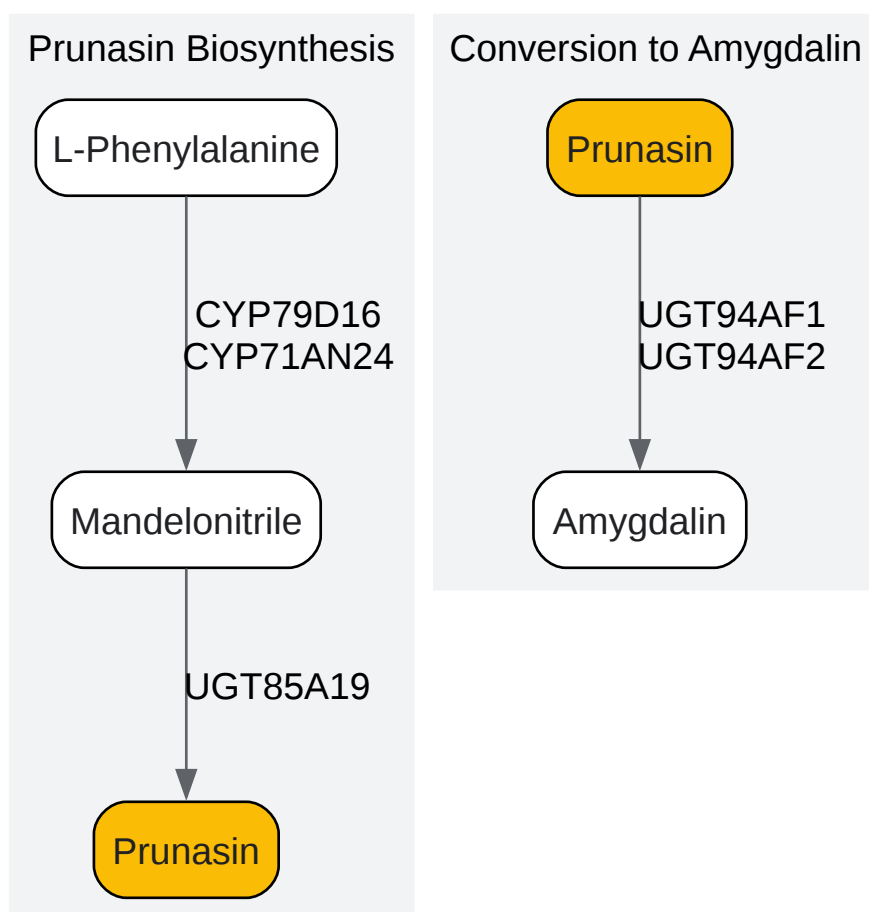 Prunasin Biosynthesis
L-Phenylalanine
CYP79D16
CYP71AN24
Mandelonitrile
UGT85A19
Prunasin
Conversion to Amygdalin
Prunasin
UGT94AF1
UGT94AF2
Amygdalin